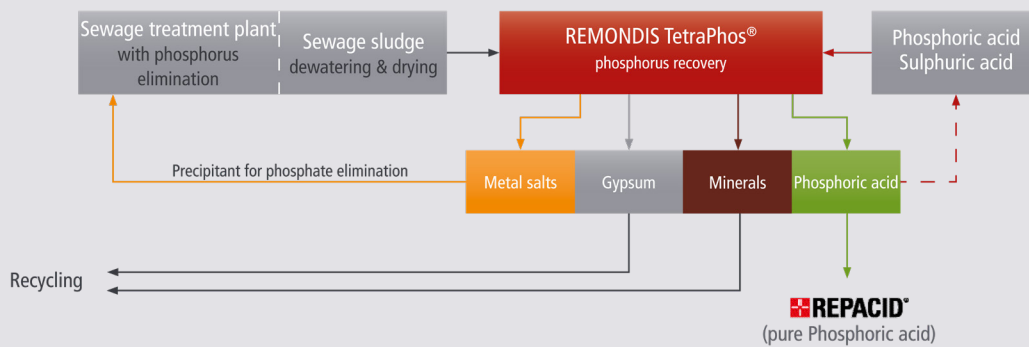 Sewage treatment plant
with phosphorus
elimination
Sewage sludge
dewatering & drying
REMONDIS TetraPhos®
phosphorus recovery
Phosphoric acid
Sulphuric acid
Precipitant for phosphate elimination
Metal salts
Gypsum
Minerals
Phosphoric acid
Recycling
REPACID®
(pure Phosphoric acid)